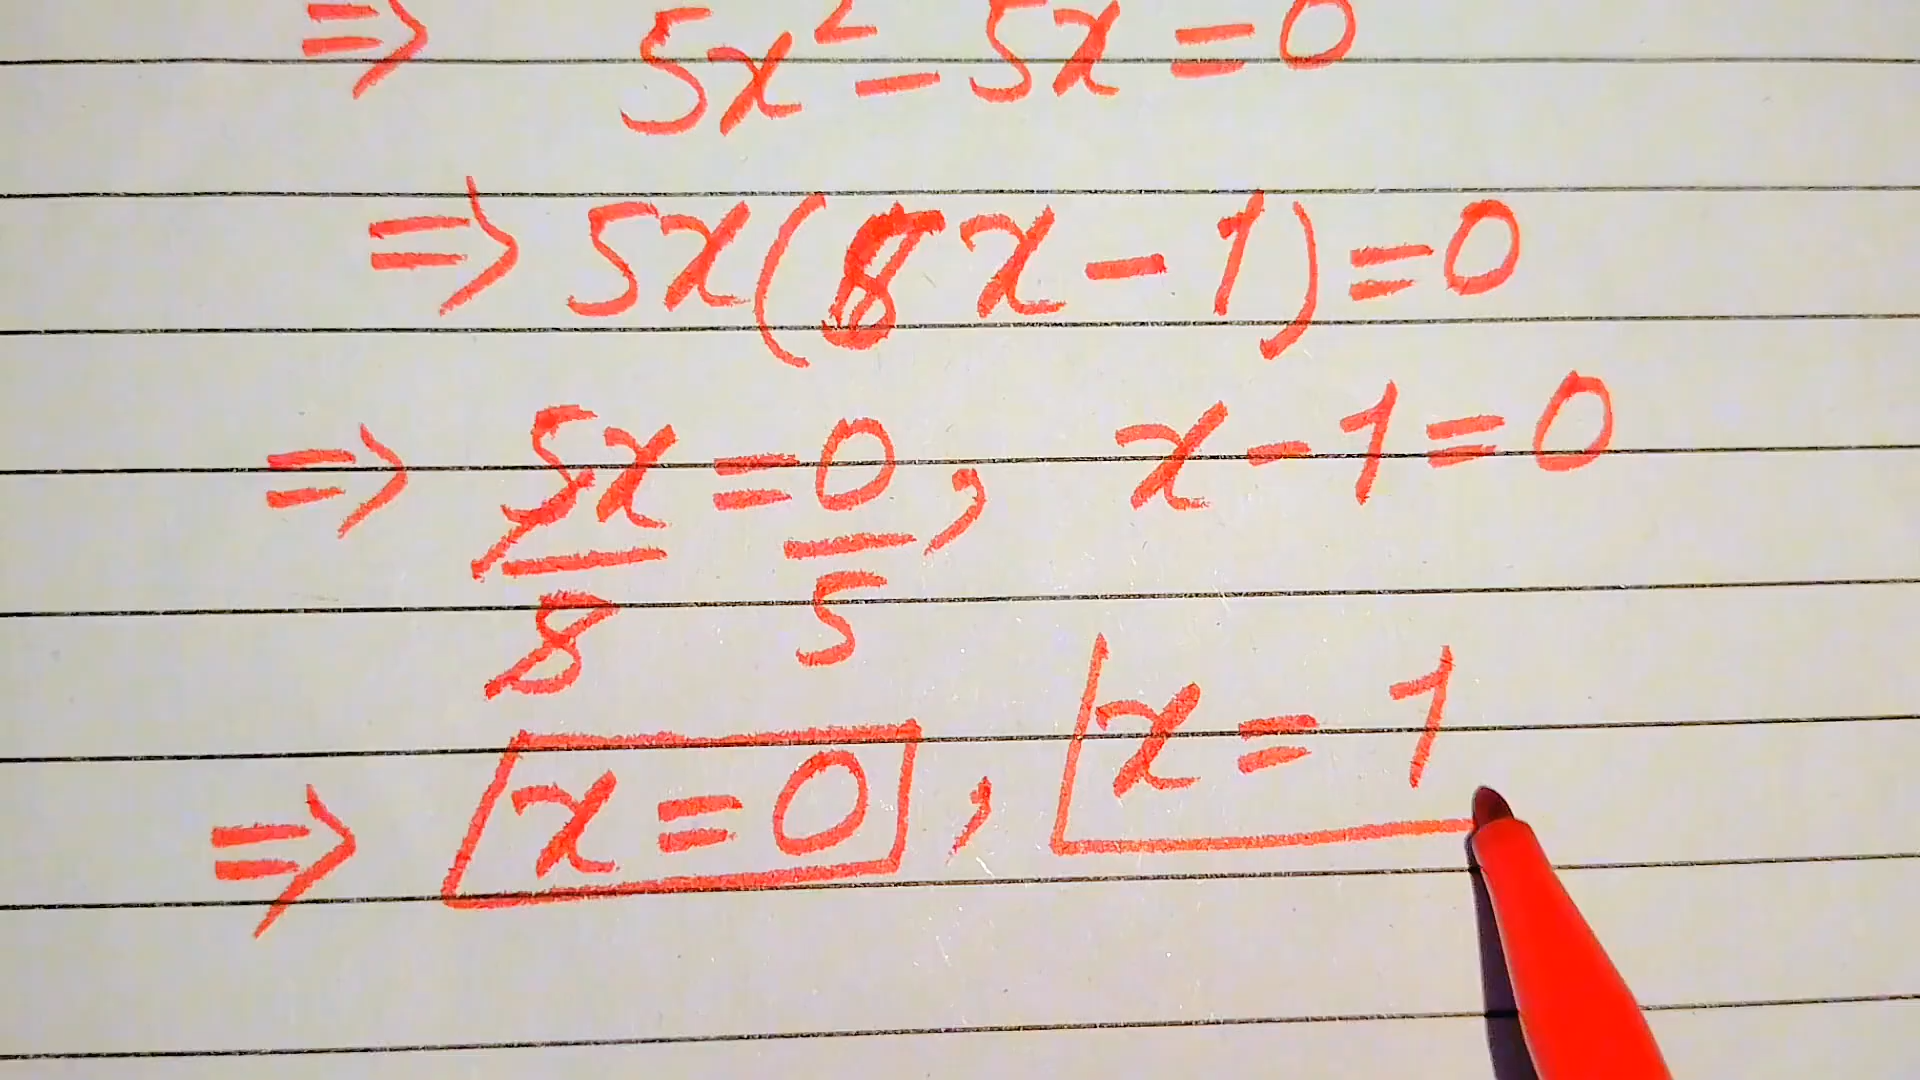 ⇒ 5x² - 5x = 0
⇒ 5x(x - 1) = 0
⇒ 5x/5 = 0/5, x - 1 = 0
⇒ x = 0, x = 1